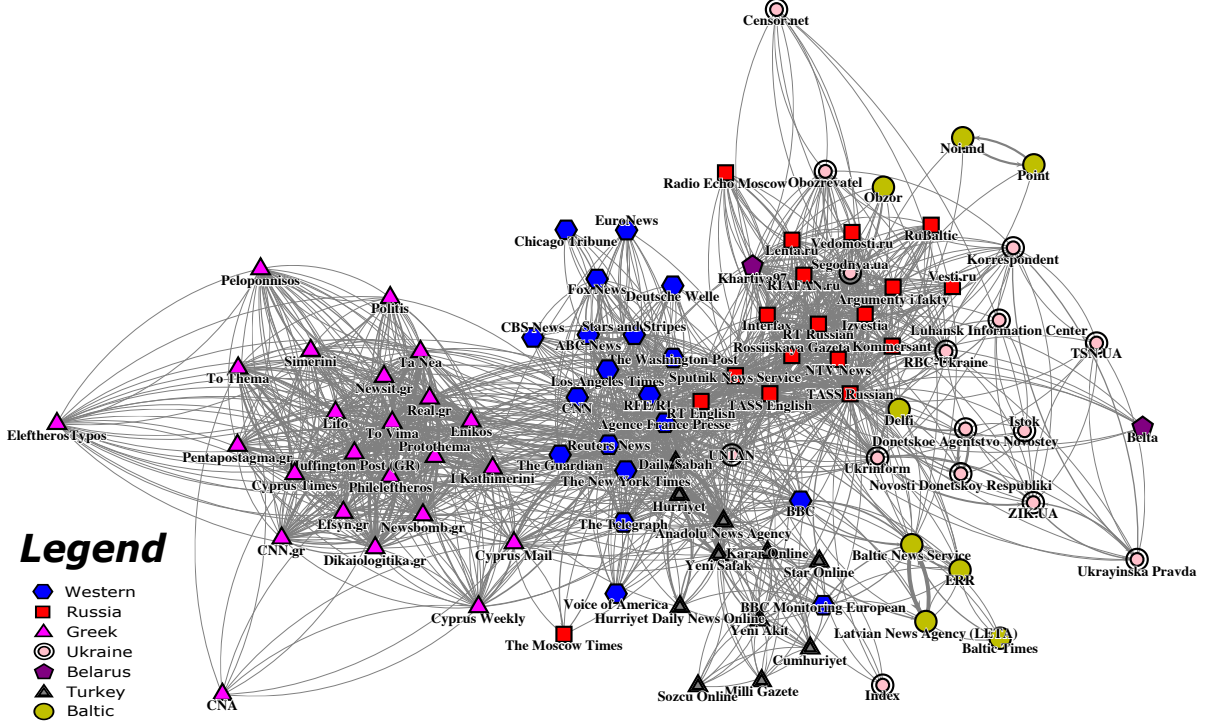 Censor.net
Noi.md
Point
Radio Echo Moscow
Obozrevatel
Obzor
EuroNews
Chicago Tribune
Lenta.ru
Vedomosti.ru
RuBaltic
Korrespondent
Segodnya.ua
Khartiya97
RIAFAN.ru
Vesti.ru
Peloponnisos
Fox News
Deutsche Welle
Argumenty i fakty
Politis
CBS News
Stars and Stripes
ABC News
Interfax
RT Russian
Izvestia
Luhansk Information Center
TSN.UA
Simerini
Ta Nea
The Washington Post
Rossiiskaya Gazeta
Kommersant
RBC-Ukraine
NTV News
To Thema
Newsit.gr
Los Angeles Times
Sputnik News Service
Real.gr
CNN
RFE/RL
RT English
TASS English
TASS Russian
Lifo
To Vima
Enikos
Agence France Presse
Delfi
Istok
EleftherosTypos
Donetskoe Agentstvo Novostey
Belta
Protothema
Reuters News
UNIAN
Pentapostagma.gr
Huffington Post (GR)
The Guardian
Daily Sabah
Ukrinform
Cyprus Times
Phileleftheros
I Kathimerini
The New York Times
Novosti Donetskoy Respubliki
Hurriyet
BBC
ZIK.UA
Efsyn.gr
Newsbomb.gr
The Telegraph
Anadolu News Agency
CNN.gr
Dikaiologitika.gr
Cyprus Mail
Yeni Safak
Karar Online
Star Online
Baltic News Service
ERR
Ukrayinska Pravda
Cyprus Weekly
Voice of America
Hurriyet Daily News Online
BBC Monitoring European
Yeni Akit
Latvian News Agency (LETA)
Baltic Times
The Moscow Times
Cumhuriyet
Sozcu Online
Milli Gazete
Index
CNA
Legend
Western
Russia
Greek
Ukraine
Belarus
Turkey
Baltic